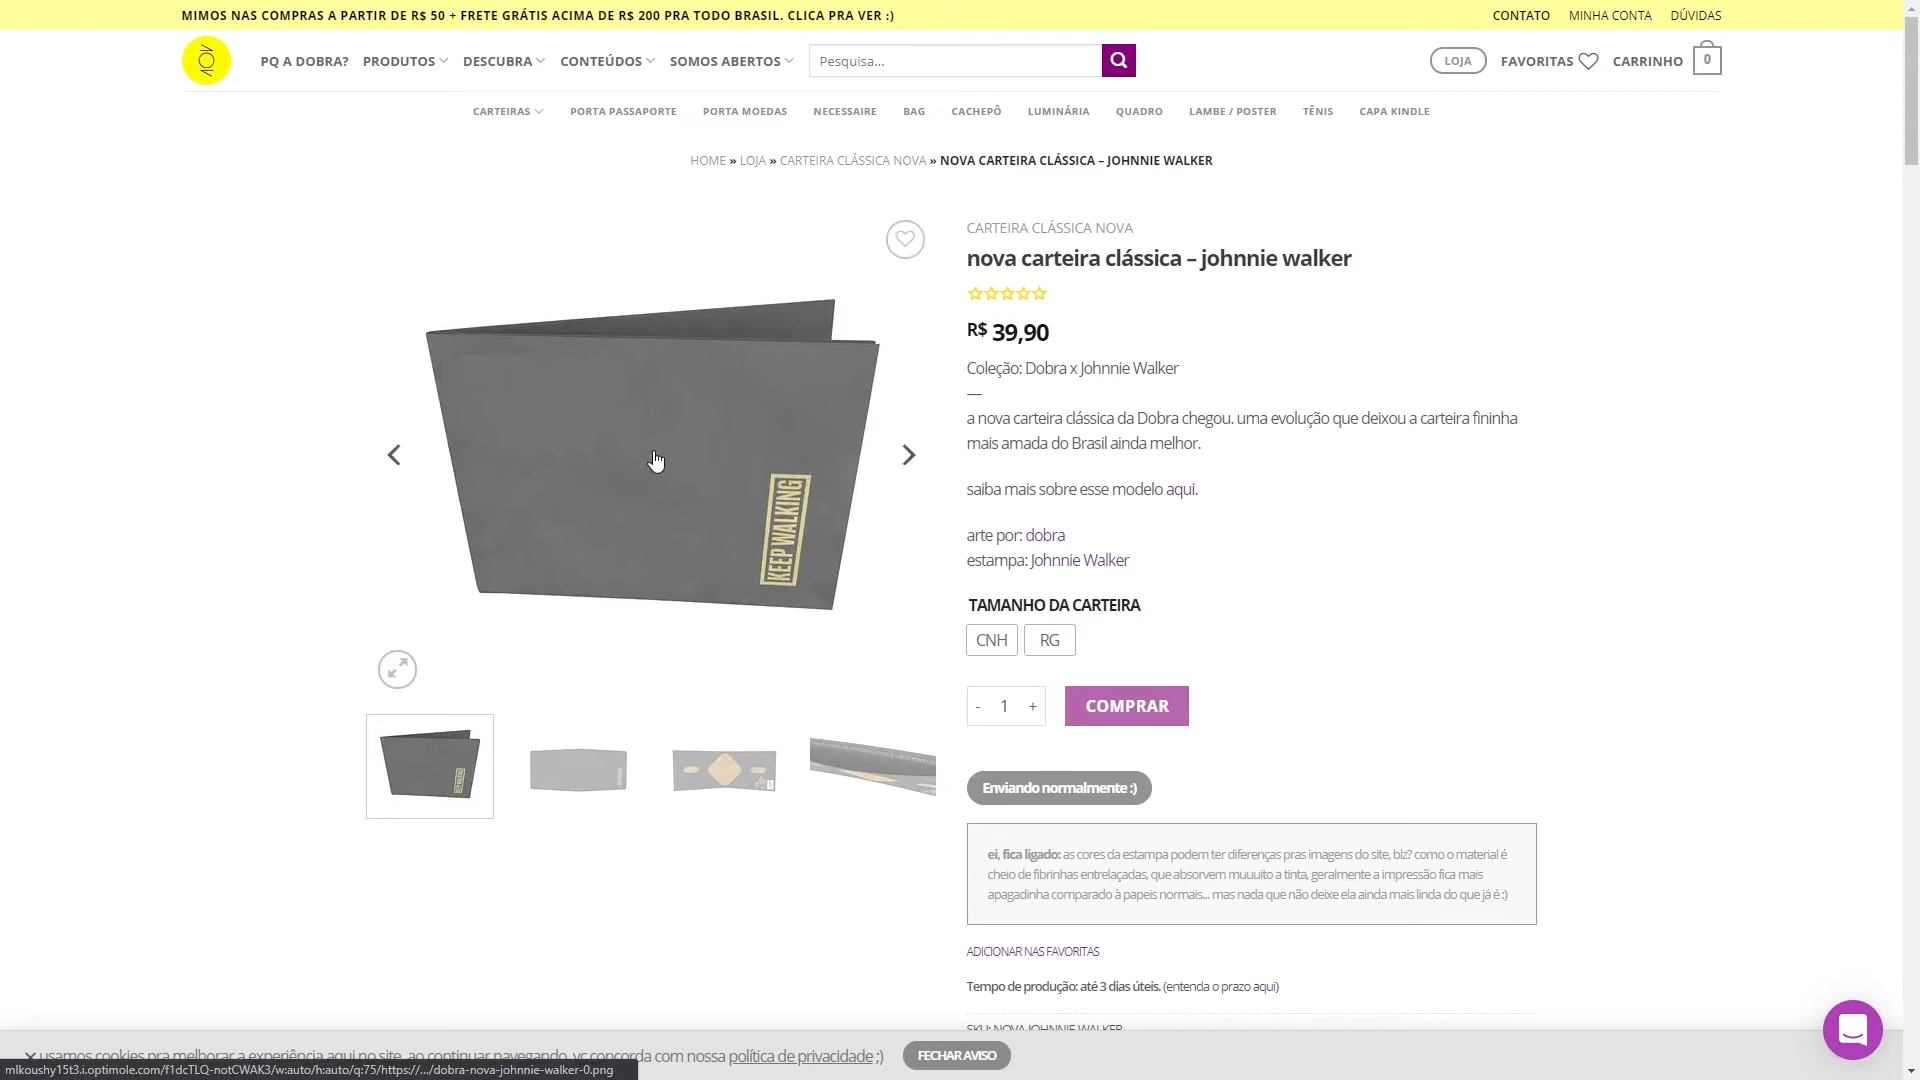 MIMOS NAS COMPRAS A PARTIR DE R$ 50 + FRETE GRÁTIS ACIMA DE R$ 200 PRA TODO BRASIL. CLICA PRA VER :)
CONTATO MINHA CONTA DÚVIDAS
PQ A DOBRA? PRODUTOS DESCUBRA CONTEÚDOS SOMOS ABERTOS Pesquisa... LOJA FAVORITAS CARRINHO 0
CARTEIRAS PORTA PASSAPORTE PORTA MOEDAS NECESSAIRE BAG CACHEPÔ LUMINÁRIA QUADRO LAMBE / POSTER TÊNIS CAPA KINDLE
HOME » LOJA » CARTEIRA CLÁSSICA NOVA » NOVA CARTEIRA CLÁSSICA – JOHNNIE WALKER
CARTEIRA CLÁSSICA NOVA
nova carteira clássica – johnnie walker
R$ 39,90
Coleção: Dobra x Johnnie Walker
—
a nova carteira clássica da Dobra chegou. uma evolução que deixou a carteira fininha
mais amada do Brasil ainda melhor.
saiba mais sobre esse modelo aqui.
arte por: dobra
estampa: Johnnie Walker
KEEP WALKING
TAMANHO DA CARTEIRA
CNH RG
- 1 + COMPRAR
Enviando normalmente :)
ei, fica ligado: as cores da estampa podem ter diferenças pras imagens do site, blz? como o material é
cheio de fibrinhas entrelaçadas, que absorvem muuuito a tinta, geralmente a impressão fica mais
apagadinha comparado à papeis normais... mas nada que não deixe ela ainda mais linda do que já é :)
ADICIONAR NAS FAVORITAS
Tempo de produção: até 3 dias úteis. (entenda o prazo aqui)
SKU: NOVA JOHNNIE WALKER
usamos cookies pra melhorar a experiência aqui no site. ao continuar navegando, vc concorda com nossa política de privacidade ;) FECHAR AVISO
mlkoushy15t3.i.optimole.com/f1dcTLQ-notCWAK3/w:auto/h:auto/q:75/https://.../dobra-nova-johnnie-walker-0.png